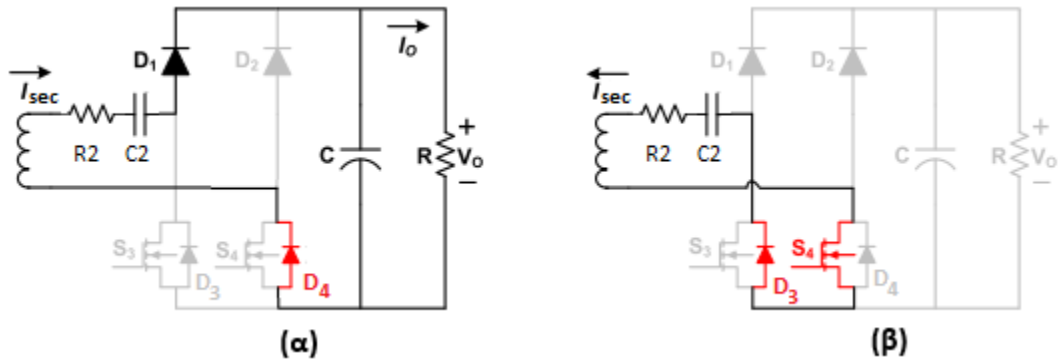 I_O
D1 D2
I_sec
R2 C2 C R + V_O −
S3 S4
D3 D4
(α)
D1 D2
I_sec
R2 C2 C R + V_O −
S3 S4
D3 D4
(β)